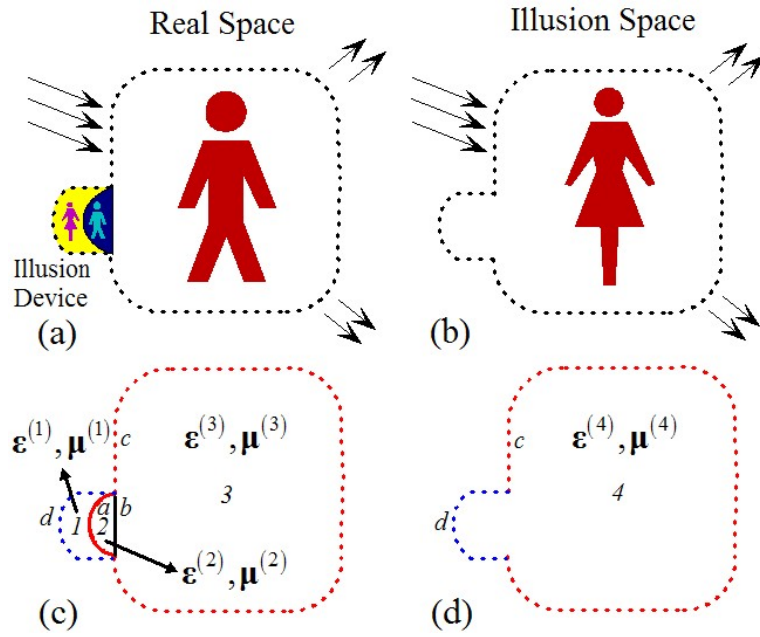 Real Space
Illusion Space
Illusion
Device
(a)
(b)
ε(1), μ(1)
c
ε(3), μ(3)
3
d
1
a
2
b
ε(2), μ(2)
(c)
c
ε(4), μ(4)
4
d
(d)